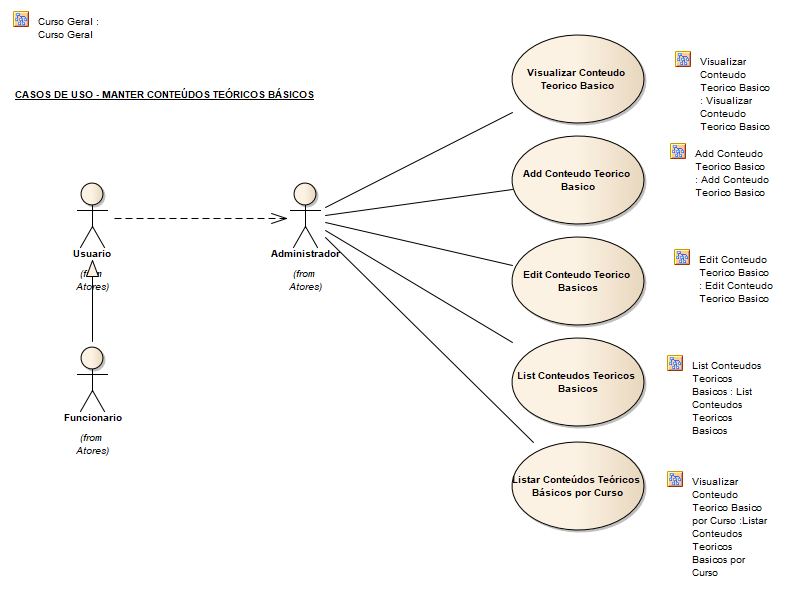 Curso Geral :
Curso Geral
CASOS DE USO - MANTER CONTEÚDOS TEÓRICOS BÁSICOS
Usuario
(from
Atores)
Funcionario
(from
Atores)
Administrador
(from
Atores)
Visualizar Conteudo
Teorico Basico
Add Conteudo Teorico
Basico
Edit Conteudo Teorico
Basicos
List Conteudos Teoricos
Basicos
Listar Conteúdos Teóricos
Básicos por Curso
Visualizar
Conteudo
Teorico Basico
: Visualizar
Conteudo
Teorico Basico
Add Conteudo
Teorico Basico
: Add Conteudo
Teorico Basico
Edit Conteudo
Teorico Basico
: Edit Conteudo
Teorico Basico
List Conteudos
Teoricos
Basicos : List
Conteudos
Teoricos
Basicos
Visualizar
Conteudo
Teorico Basico
por Curso :Listar
Conteudos
Teoricos
Basicos por
Curso